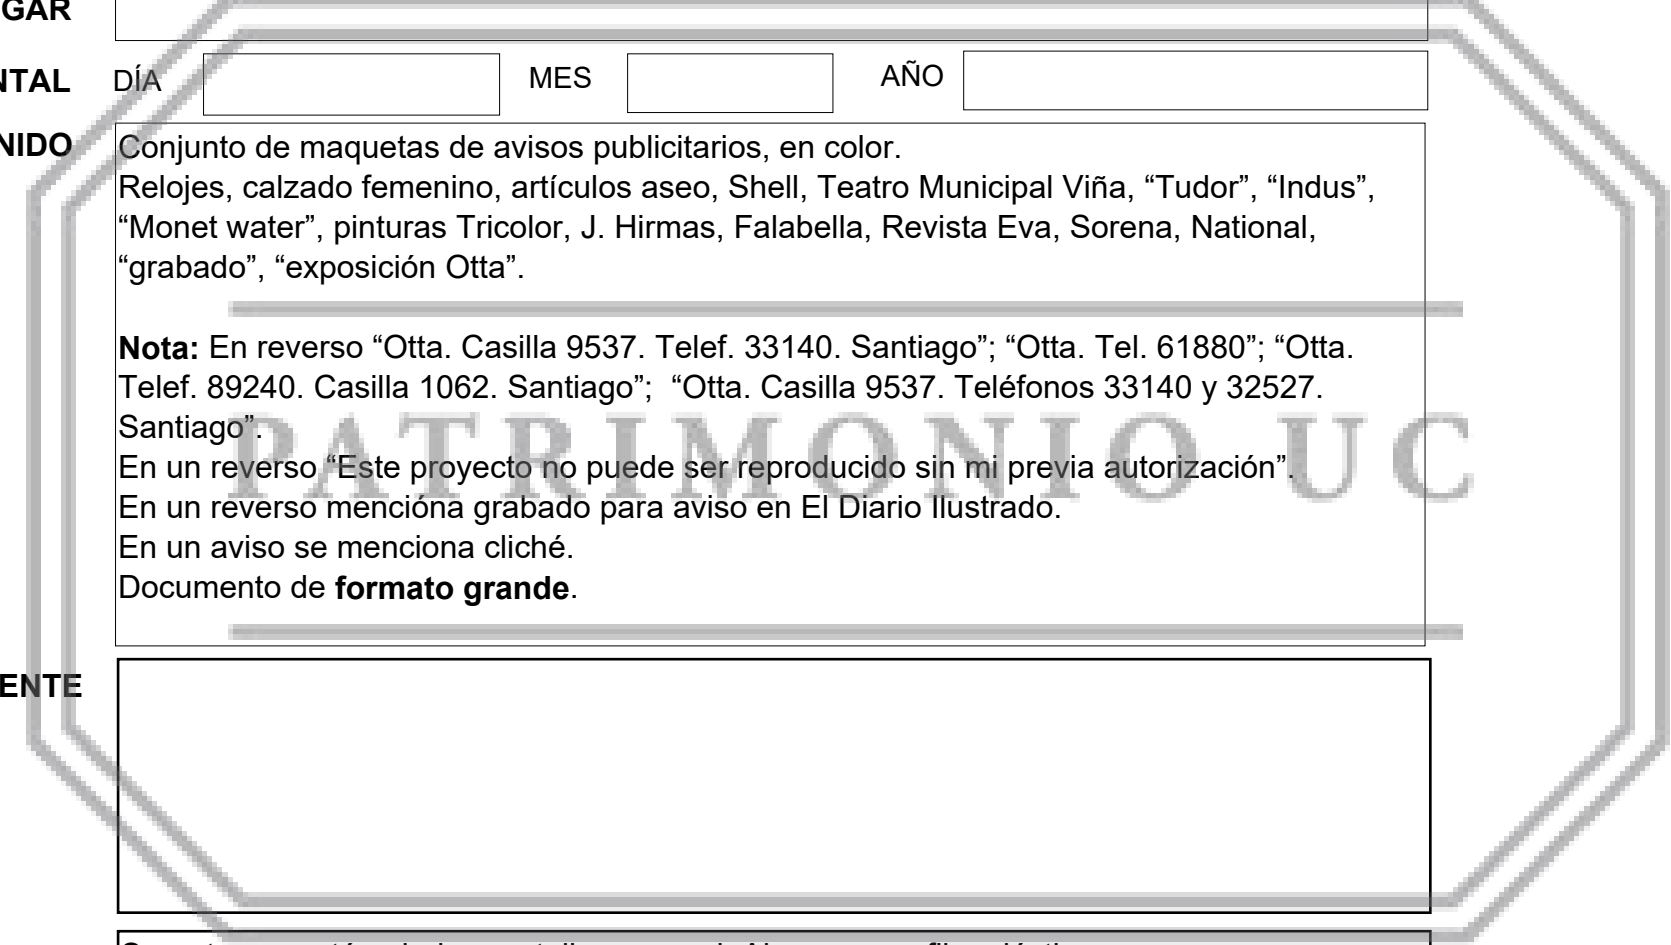 GAR
NTAL DÍA MES AÑO
NIDO
Conjunto de maquetas de avisos publicitarios, en color.
Relojes, calzado femenino, artículos aseo, Shell, Teatro Municipal Viña, “Tudor”, “Indus”,
“Monet water”, pinturas Tricolor, J. Hirmas, Falabella, Revista Eva, Sorena, National,
“grabado”, “exposición Otta”.
Nota: En reverso “Otta. Casilla 9537. Telef. 33140. Santiago”; “Otta. Tel. 61880”; “Otta.
Telef. 89240. Casilla 1062. Santiago”;  “Otta. Casilla 9537. Teléfonos 33140 y 32527.
Santiago”.
PATRIMONIO UC
En un reverso “Este proyecto no puede ser reproducido sin mi previa autorización”.
En un reverso mencióna grabado para aviso en El Diario Ilustrado.
En un aviso se menciona cliché.
Documento de formato grande.
ENTE